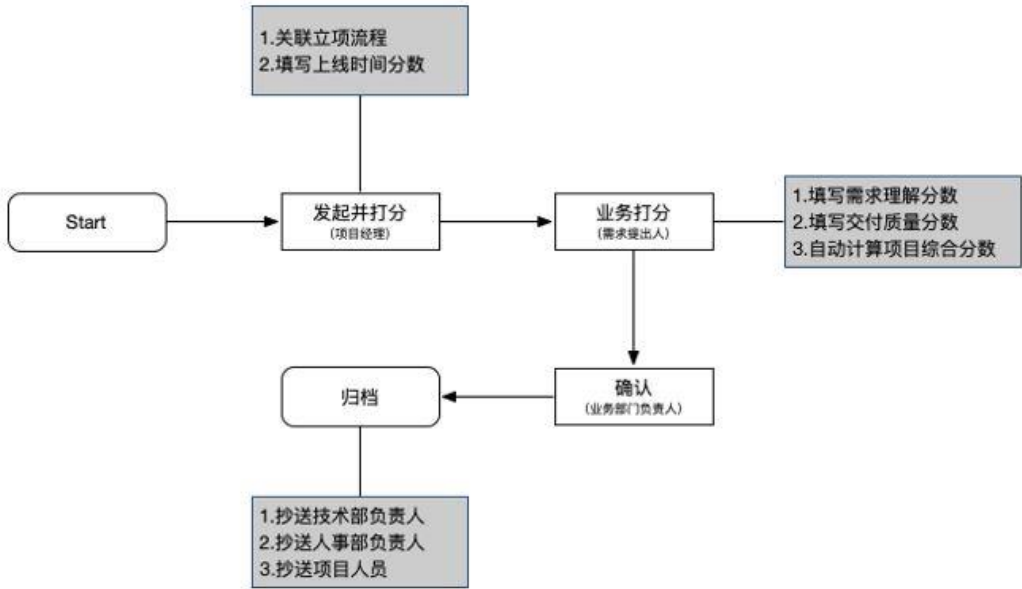 1.关联立项流程
2.填写上线时间分数
Start
发起并打分
(项目经理)
业务打分
(需求提出人)
1.填写需求理解分数
2.填写交付质量分数
3.自动计算项目综合分数
归档
确认
(业务部门负责人)
1.抄送技术部负责人
2.抄送人事部负责人
3.抄送项目人员